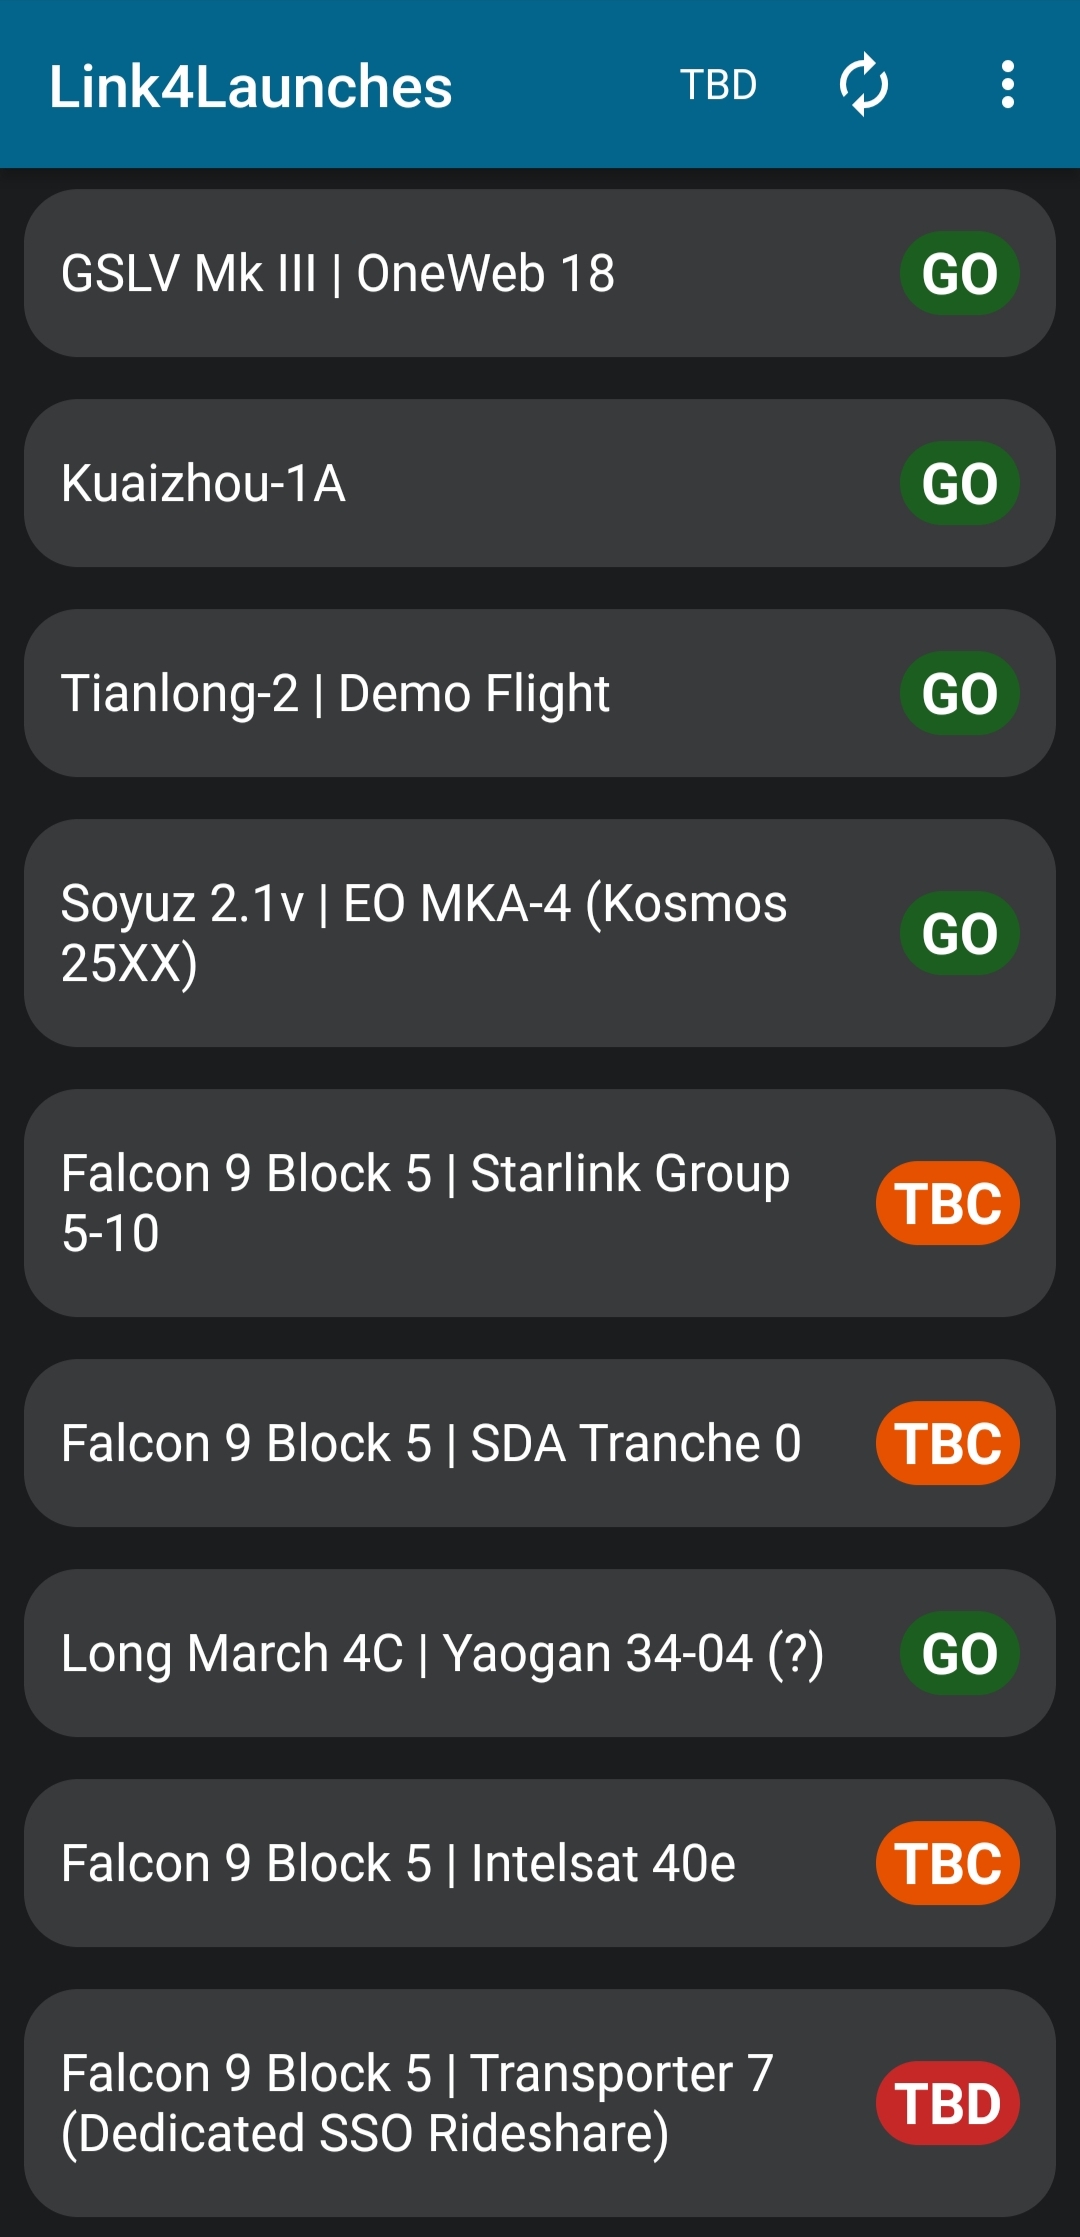 Link4Launches TBD
GSLV Mk III | OneWeb 18 GO
Kuaizhou-1A GO
Tianlong-2 | Demo Flight GO
Soyuz 2.1v | EO MKA-4 (Kosmos
25XX) GO
Falcon 9 Block 5 | Starlink Group
5-10 TBC
Falcon 9 Block 5 | SDA Tranche 0 TBC
Long March 4C | Yaogan 34-04 (?) GO
Falcon 9 Block 5 | Intelsat 40e TBC
Falcon 9 Block 5 | Transporter 7
(Dedicated SSO Rideshare) TBD